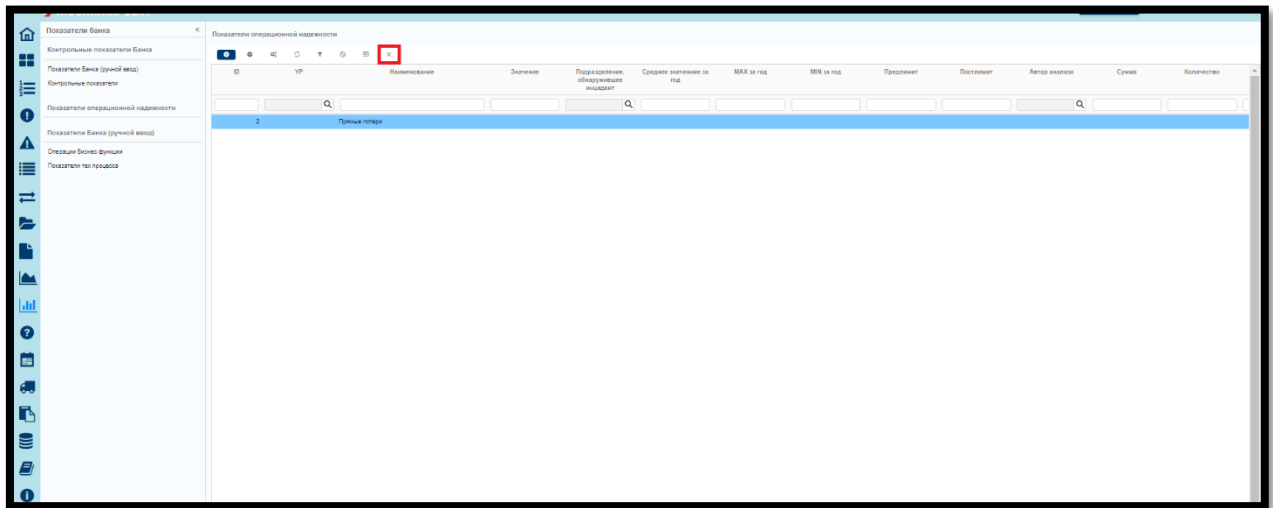 Показатели банка
Показатели операционной надежности
Контрольные показатели Банка
Показатели Банка (ручной ввод)
Контрольные показатели
ID УР Наименование Значение Подразделение, обнаружившее инцидент Среднее значение за год MAX за год MIN за год Предлимит Постлимит Автор анализа Сумма Количество
Показатели операционной надежности
2 Прямые потери
Показатели Банка (ручной ввод)
Операции бизнес функции
Показатели тех процесса